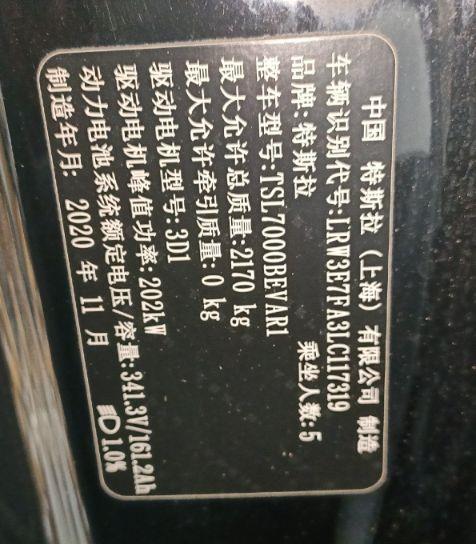 中国 特斯拉(上海)有限公司 制造
车辆识别代号:LRW3E7FA3LC117319
品牌:特斯拉 乘坐人数:5
整车型号:TSL7000BEVAR1
最大允许总质量:2170 kg
最大允许牵引质量:0 kg
驱动电机型号:3D1
驱动电机峰值功率:202kW
动力电池系统额定电压/容量:341.3V/161.2Ah
制造年月: 2020 年 11 月 1.0%